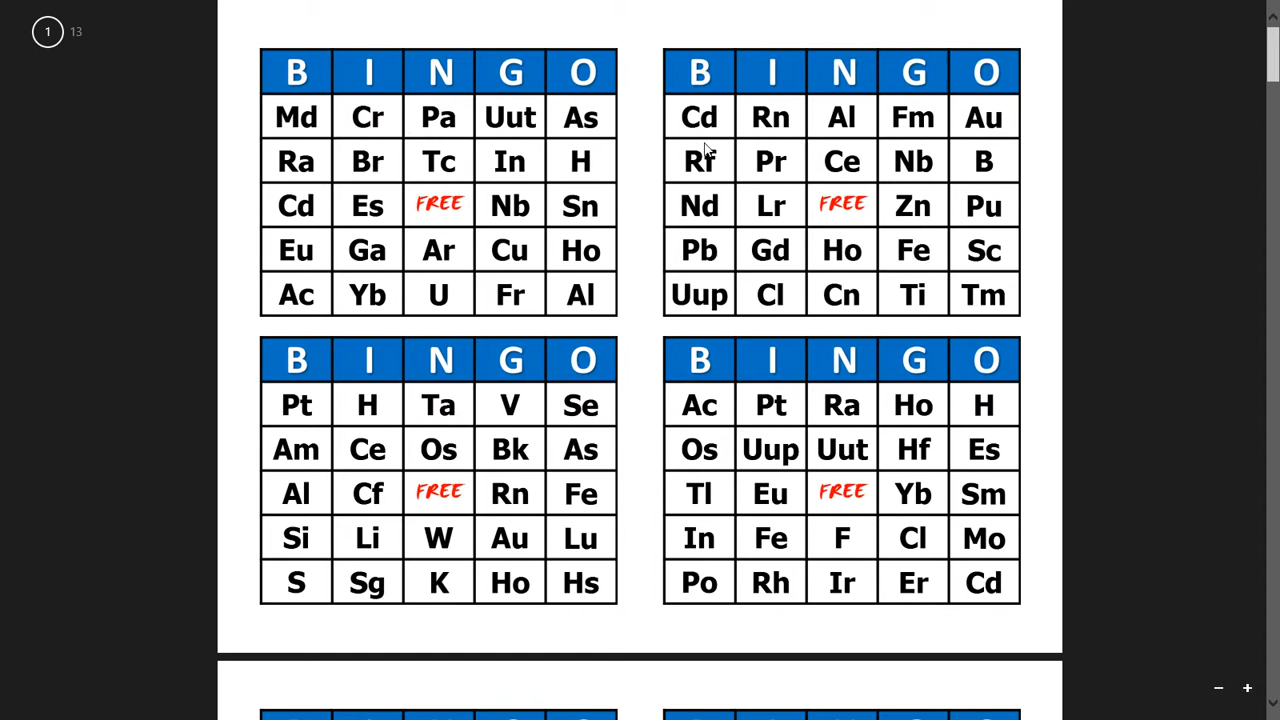 1 13
B I N G O
Md Cr Pa Uut As
Ra Br Tc In H
Cd Es FREE Nb Sn
Eu Ga Ar Cu Ho
Ac Yb U Fr Al
B I N G O
Cd Rn Al Fm Au
Rf Pr Ce Nb B
Nd Lr FREE Zn Pu
Pb Gd Ho Fe Sc
Uup Cl Cn Ti Tm
B I N G O
Pt H Ta V Se
Am Ce Os Bk As
Al Cf FREE Rn Fe
Si Li W Au Lu
S Sg K Ho Hs
B I N G O
Ac Pt Ra Ho H
Os Uup Uut Hf Es
Tl Eu FREE Yb Sm
In Fe F Cl Mo
Po Rh Ir Er Cd